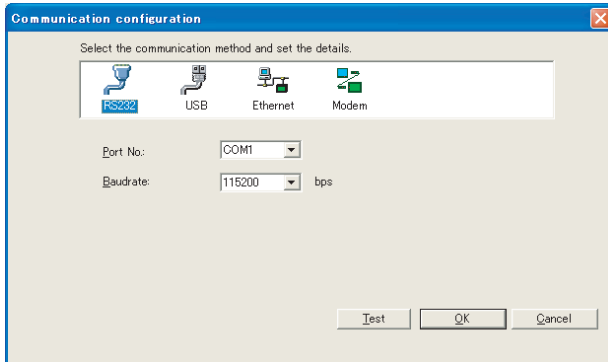 Communication configuration
Select the communication method and set the details.
RS232 USB Ethernet Modem
Port No.: COM1
Baudrate: 115200 bps
Test OK Cancel